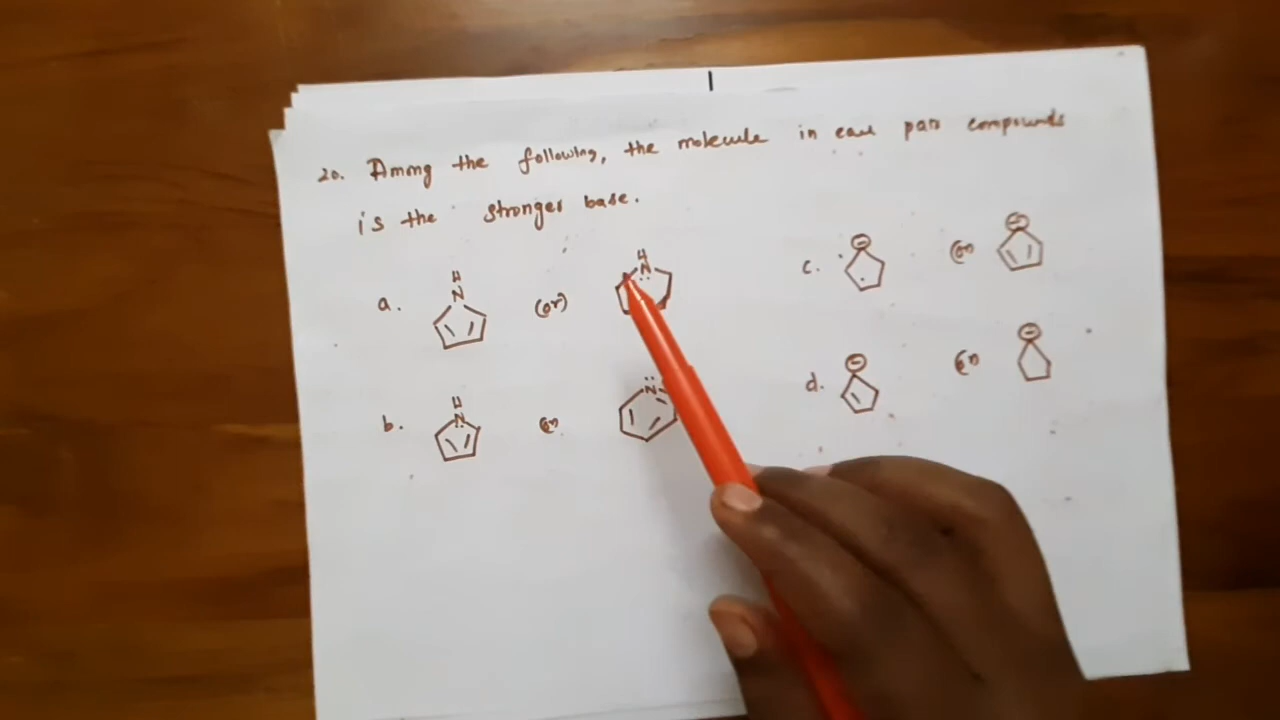 20. Among the following, the molecule in each pair compounds
is the stronger base.
a. H N (or) H N
b. H N (or) N
c. (or)
d. (or)